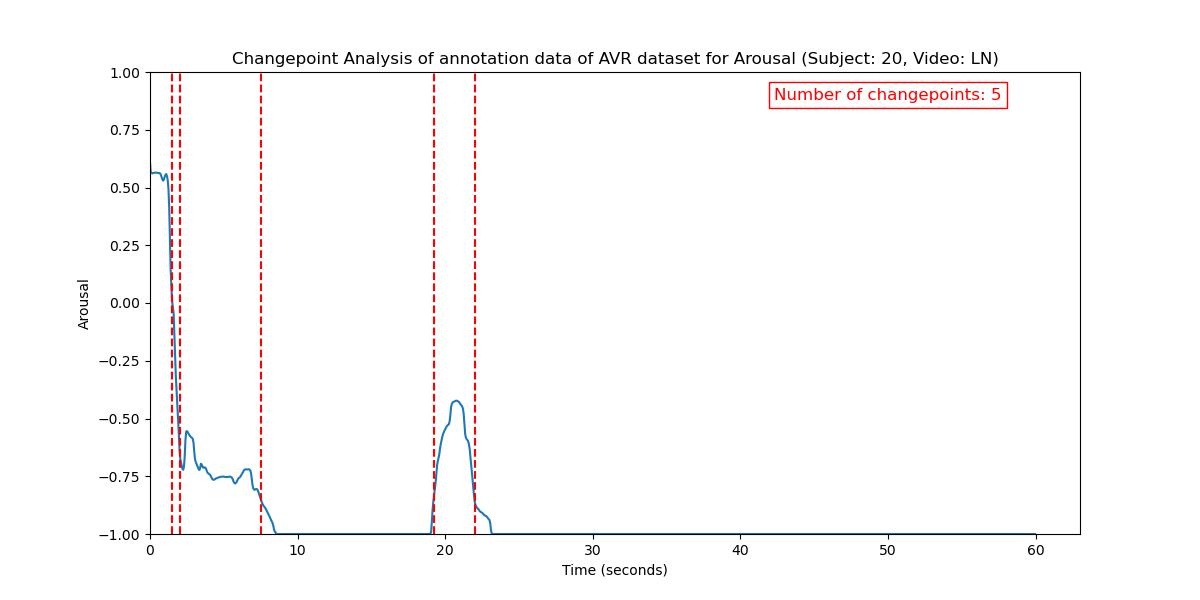 Changepoint Analysis of annotation data of AVR dataset for Arousal (Subject: 20, Video: LN)
Number of changepoints: 5
1.00
0.75
0.50
0.25
0.00
−0.25
−0.50
−0.75
−1.00
Arousal
0 10 20 30 40 50 60
Time (seconds)